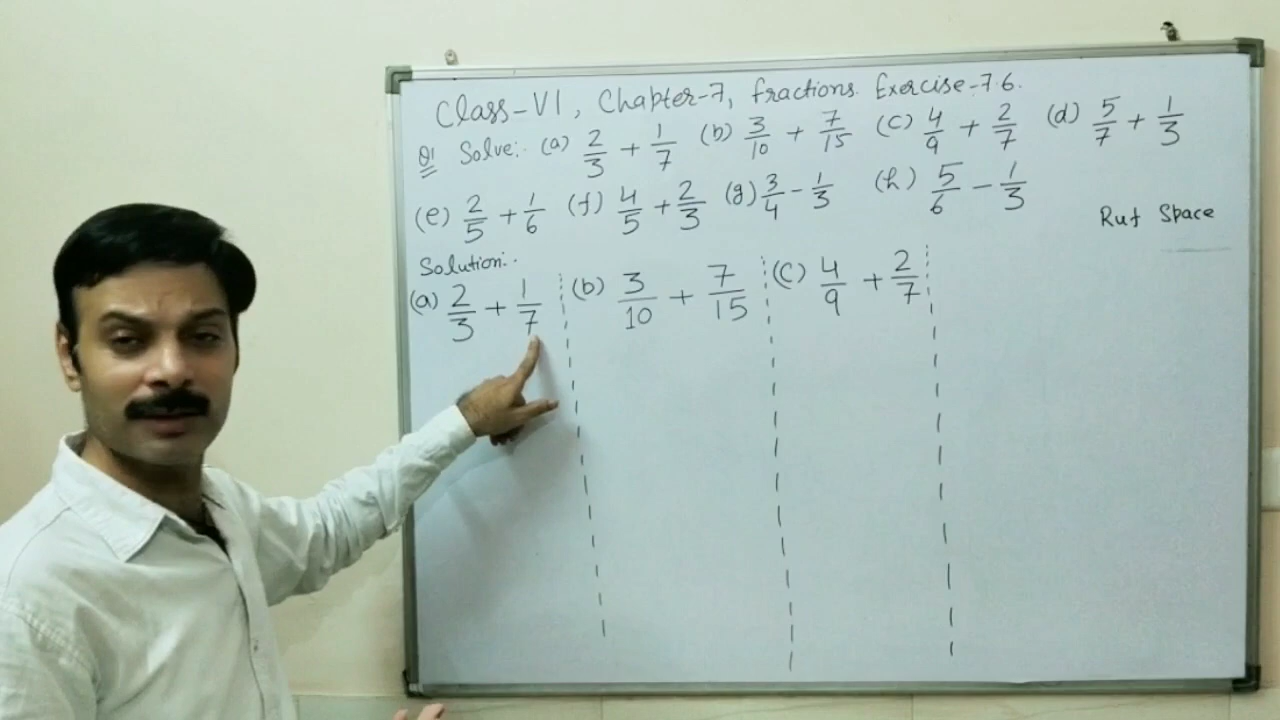 Class-VI, Chapter-7, fractions. Exercise-7.6.
Q1 Solve:- (a) 2/3 + 1/7 (b) 3/10 + 7/15 (C) 4/9 + 2/7 (d) 5/7 + 1/3
(e) 2/5 + 1/6 (f) 4/5 + 2/3 (g) 3/4 - 1/3 (h) 5/6 - 1/3
Ruf Space
Solution:-
(a) 2/3 + 1/7 (b) 3/10 + 7/15 (C) 4/9 + 2/7